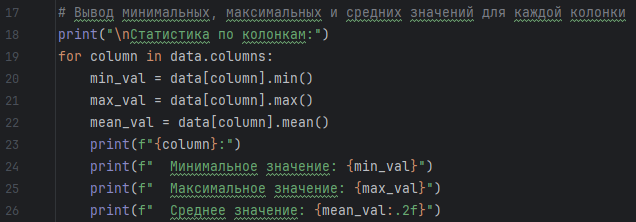 17 # Вывод минимальных, максимальных и средних значений для каждой колонки
18 print("\nСтатистика по колонкам:")
19 for column in data.columns:
20     min_val = data[column].min()
21     max_val = data[column].max()
22     mean_val = data[column].mean()
23     print(f"{column}:")
24     print(f"  Минимальное значение: {min_val}")
25     print(f"  Максимальное значение: {max_val}")
26     print(f"  Среднее значение: {mean_val:.2f}")